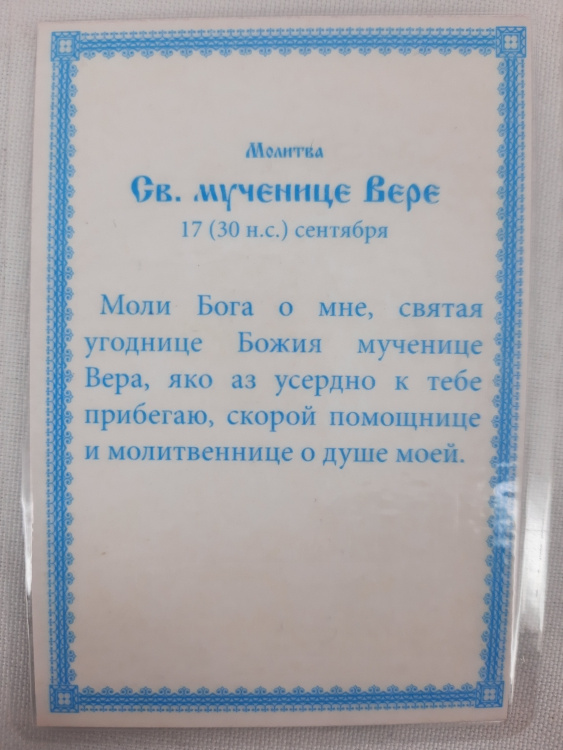 Молитва
Св. мученице Вере
17 (30 н.с.) сентября
Моли Бога о мне, святая
угоднице Божия мученице
Вера, яко аз усердно к тебе
прибегаю, скорой помощнице
и молитвеннице о душе моей.